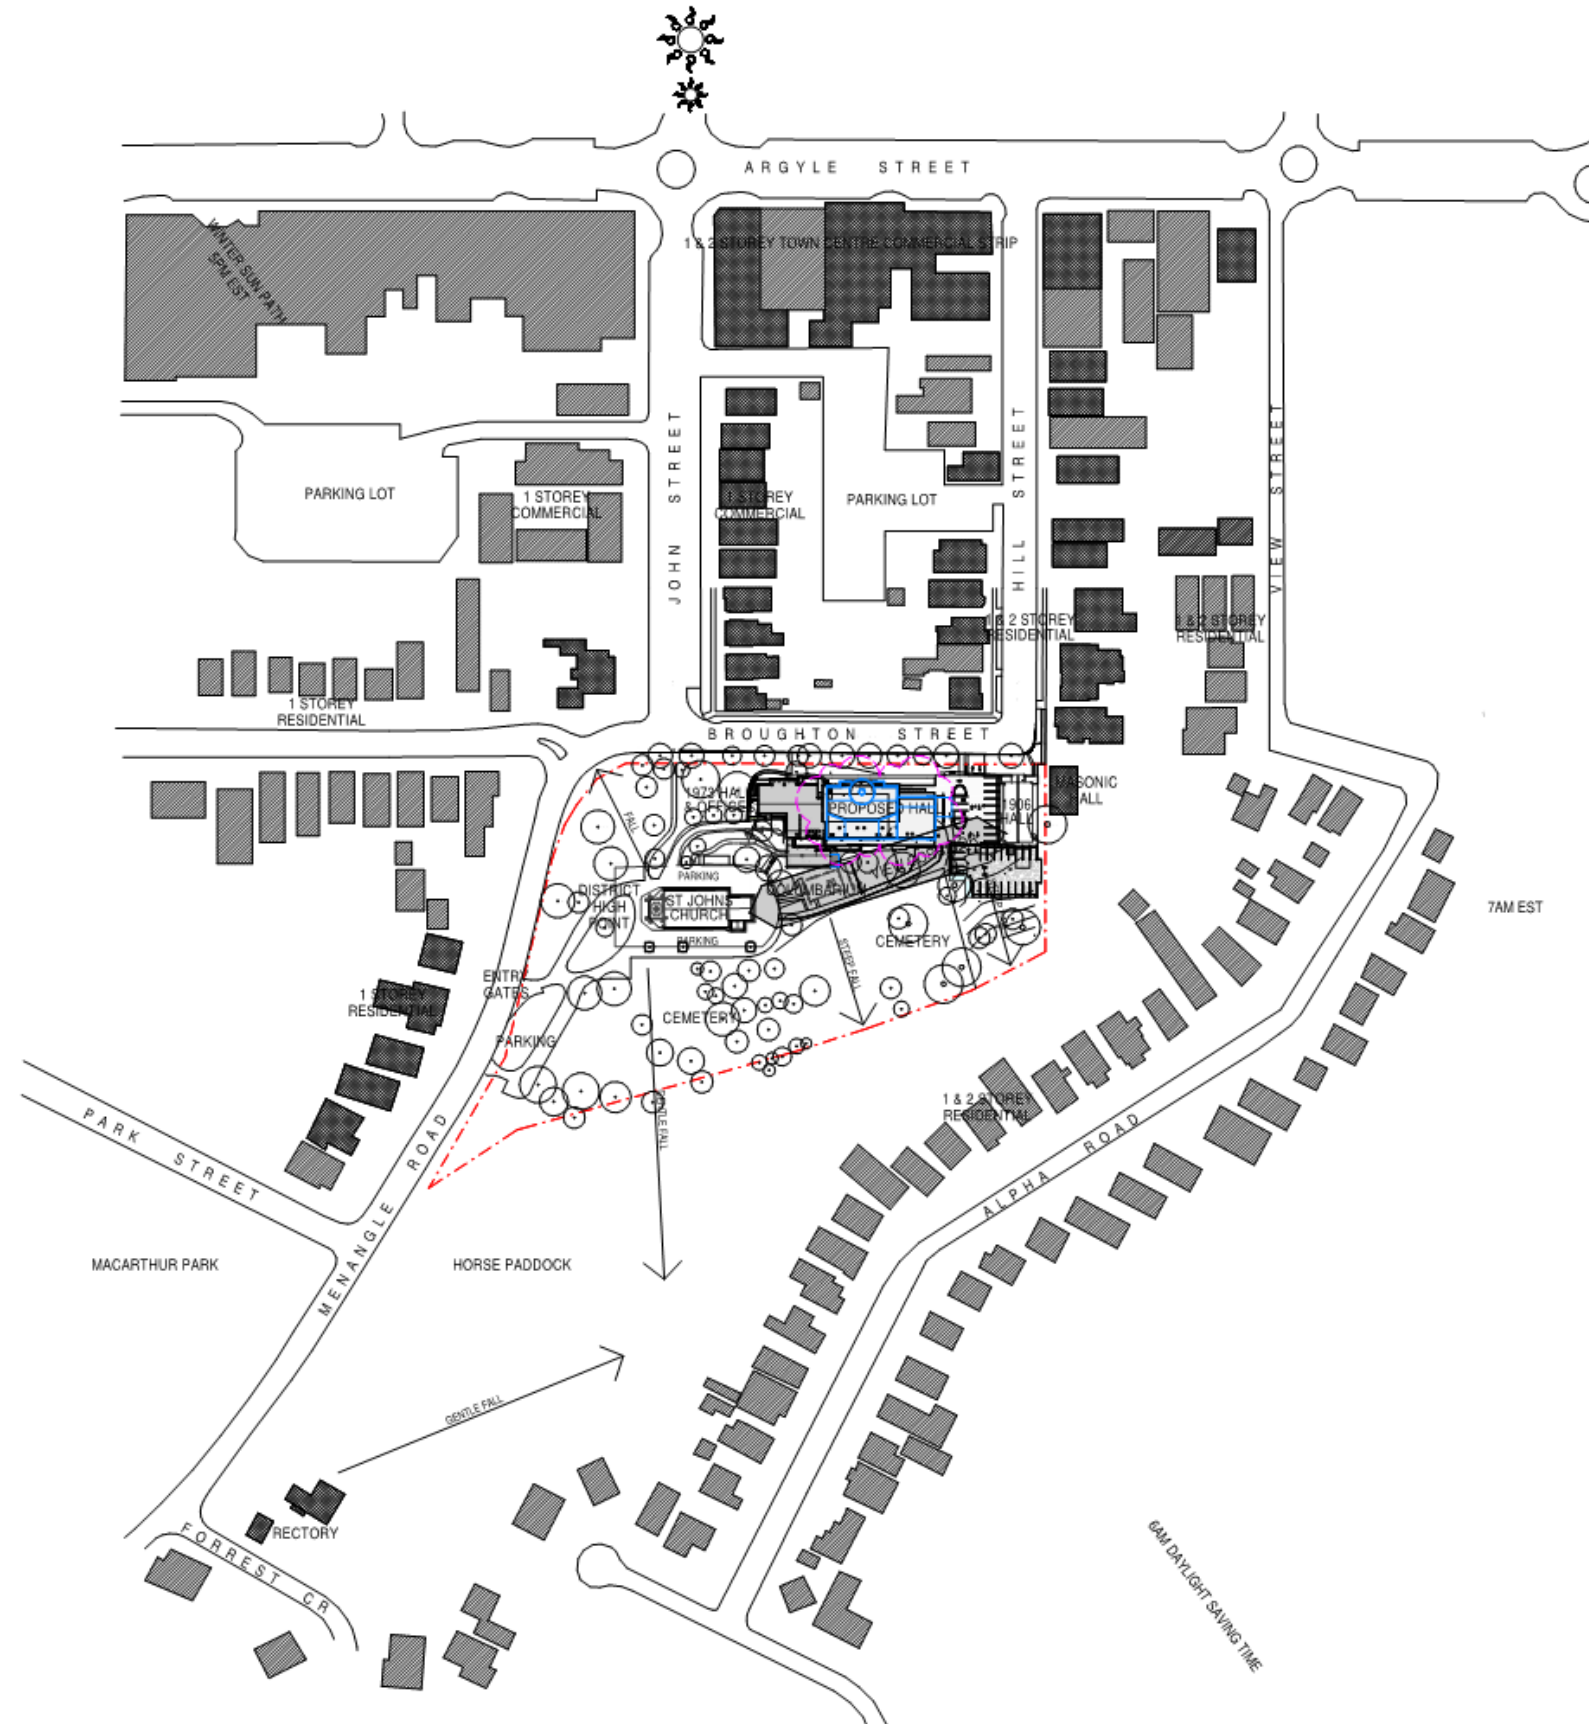 ARGYLE STREET
WINTER SUN PATH
5PM EST
1 & 2 STOREY TOWN CENTRE COMMERCIAL STRIP
JOHN STREET
HILL STREET
VIEW STREET
PARKING LOT
1 STOREY
COMMERCIAL
1 STOREY
COMMERCIAL
PARKING LOT
1 & 2 STOREY
RESIDENTIAL
1 & 2 STOREY
RESIDENTIAL
1 STOREY
RESIDENTIAL
BROUGHTON STREET
MASONIC
HALL
1973 HALL
& OFFICES
PROPOSED HALL
1906
HALL
FALL
PARKING
COLUMBARIUM
DISTRICT
HIGH
POINT
ST JOHNS
CHURCH
PARKING
CEMETERY
STEEP FALL
7AM EST
ENTRY
GATES
1 STOREY
RESIDENTIAL
CEMETERY
PARKING
GENTLE FALL
1 & 2 STOREY
RESIDENTIAL
PARK STREET
MENANGLE ROAD
ALPHA ROAD
MACARTHUR PARK
HORSE PADDOCK
GENTLE FALL
RECTORY
FORREST CR
6AM DAYLIGHT SAVING TIME